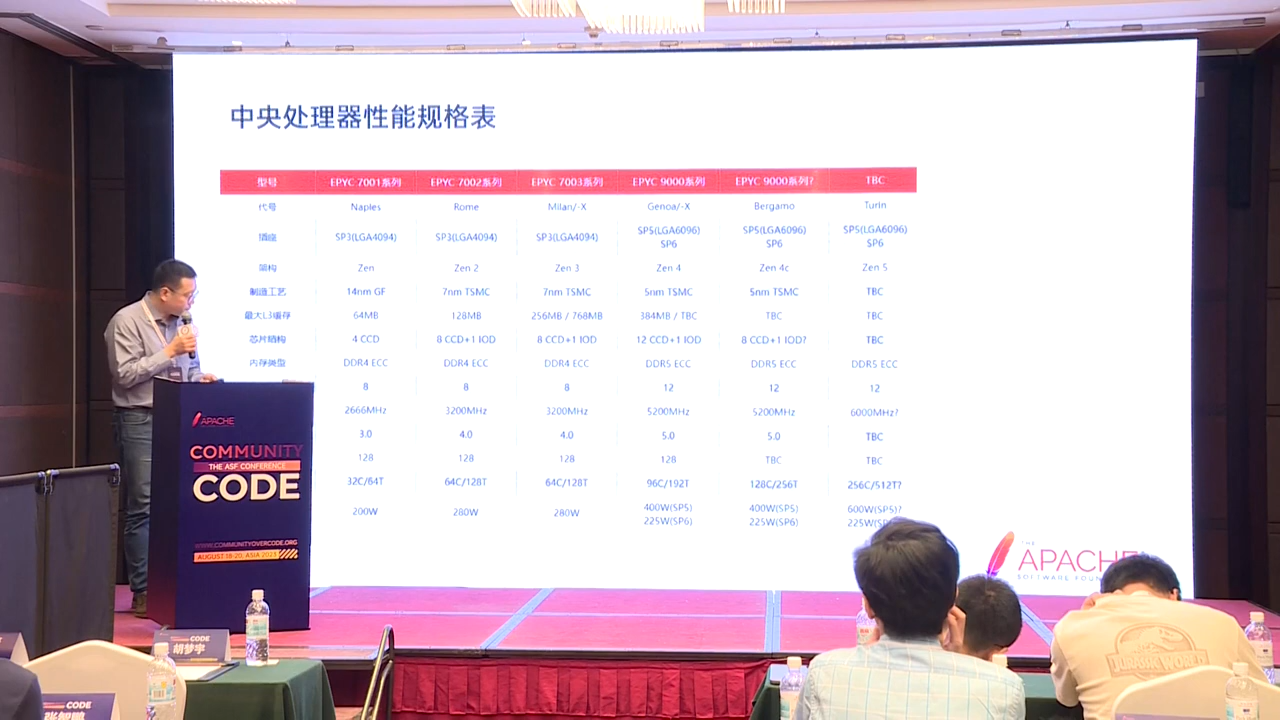 中央处理器性能规格表
型号 EPYC 7001系列 EPYC 7002系列 EPYC 7003系列 EPYC 9000系列 EPYC 9000系列? TBC
代号 Naples Rome Milan/-X Genoa/-X Bergamo Turin
插座 SP3(LGA4094) SP3(LGA4094) SP3(LGA4094) SP5(LGA6096) SP6 SP5(LGA6096) SP6 SP5(LGA6096) SP6
架构 Zen Zen 2 Zen 3 Zen 4 Zen 4c Zen 5
制造工艺 14nm GF 7nm TSMC 7nm TSMC 5nm TSMC 5nm TSMC TBC
最大L3缓存 64MB 128MB 256MB / 768MB 384MB / TBC TBC TBC
芯片结构 4 CCD 8 CCD+1 IOD 8 CCD+1 IOD 12 CCD+1 IOD 8 CCD+1 IOD? TBC
内存类型 DDR4 ECC DDR4 ECC DDR4 ECC DDR5 ECC DDR5 ECC DDR5 ECC
8 8 8 12 12 12
2666MHz 3200MHz 3200MHz 5200MHz 5200MHz 6000MHz?
3.0 4.0 4.0 5.0 5.0 TBC
128 128 128 128 TBC TBC
32C/64T 64C/128T 64C/128T 96C/192T 128C/256T 256C/512T?
200W 280W 280W 400W(SP5) 225W(SP6) 400W(SP5) 225W(SP6) 600W(SP5)? 225W(SP
THE
APACHE
SOFTWARE FOUN
APACHE
COMMUNITY
THE ASF CONFERENCE
CODE
WWW.COMMUNITYOVERCODE.ORG
AUGUST 18-20, ASIA 2023
CODE
胡梦宇
CODE
JURASSIC WORLD